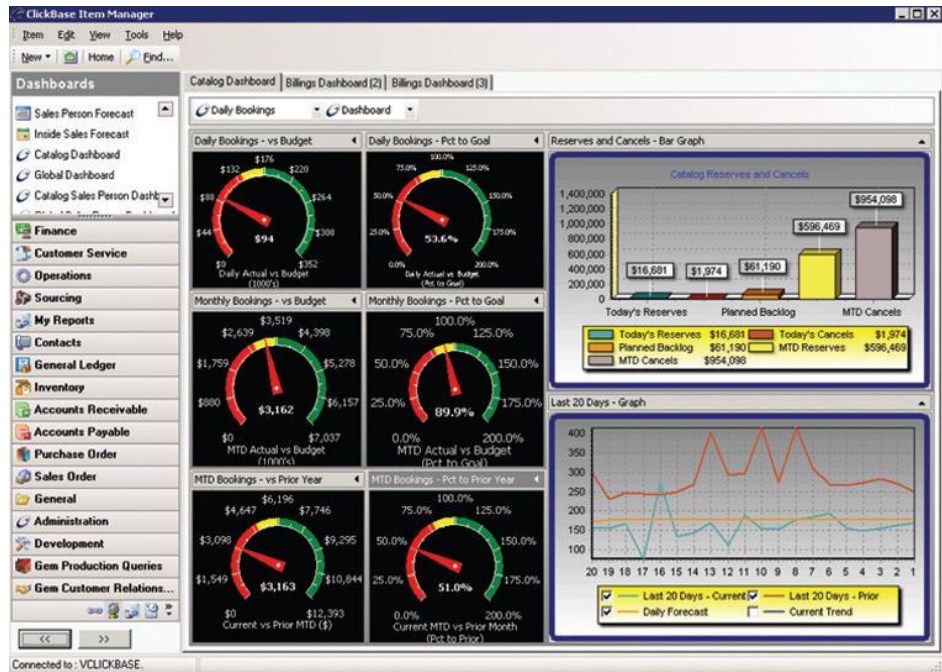 ClickBase Item Manager
Item Edit View Tools Help
New Home Find...
Dashboards
Sales Person Forecast
Inside Sales Forecast
Catalog Dashboard
Global Dashboard
Catalog Sales Person Dashb
Finance
Customer Service
Operations
Sourcing
My Reports
Contacts
General Ledger
Inventory
Accounts Receivable
Accounts Payable
Purchase Order
Sales Order
General
Administration
Development
Gem Production Queries
Gem Customer Relations...
<< >>
Connected to : VCLICKBASE.
Catalog Dashboard Billings Dashboard (2) Billings Dashboard (3)
Daily Bookings Dashboard
Daily Bookings - vs Budget
$176
$132 $220
$88 $264
$44 $308
$94
$0 $352
Daily Actual vs Budget
(1000's)
Daily Bookings - Pct to Goal
100.0%
75.0% 125.0%
50.0% 150.0%
25.0% 175.0%
53.6%
0.0% 200.0%
Daily Actual vs Budget
(Pct to Goal)
Monthly Bookings - vs Budget
$3,519
$2,639 $4,398
$1,759 $5,278
$880 $6,157
$3,162
$0 $7,037
MTD Actual vs Budget
(1000's)
Monthly Bookings - Pct to Goal
100.0%
75.0% 125.0%
50.0% 150.0%
25.0% 175.0%
89.9%
0.0% 200.0%
MTD Actual vs Budget
(Pct to Goal)
MTD Bookings - vs Prior Year
$6,196
$4,647 $7,746
$3,098 $9,295
$1,549 $10,844
$3,163
$0 $12,393
Current vs Prior MTD ($)
MTD Bookings - Pct to Prior Year
100.0%
75.0% 125.0%
50.0% 150.0%
25.0% 175.0%
51.0%
0.0% 200.0%
Current MTD vs Prior Month
(Pct to Prior)
Reserves and Cancels - Bar Graph
Catalog Reserves and Cancels
1,400,000
1,200,000
1,000,000
800,000
600,000
400,000
200,000
0
$16,681 $1,974 $61,190 $596,469 $954,098
Today's Reserves Planned Backlog MTD Cancels
Today's Reserves $16,681 Today's Cancels $1,974
Planned Backlog $61,190 MTD Reserves $596,469
MTD Cancels $954,098
Last 20 Days - Graph
400
350
300
250
200
150
100
20 19 18 17 16 15 14 13 12 11 10 9 8 7 6 5 4 3 2 1
Last 20 Days - Current Last 20 Days - Prior
Daily Forecast Current Trend